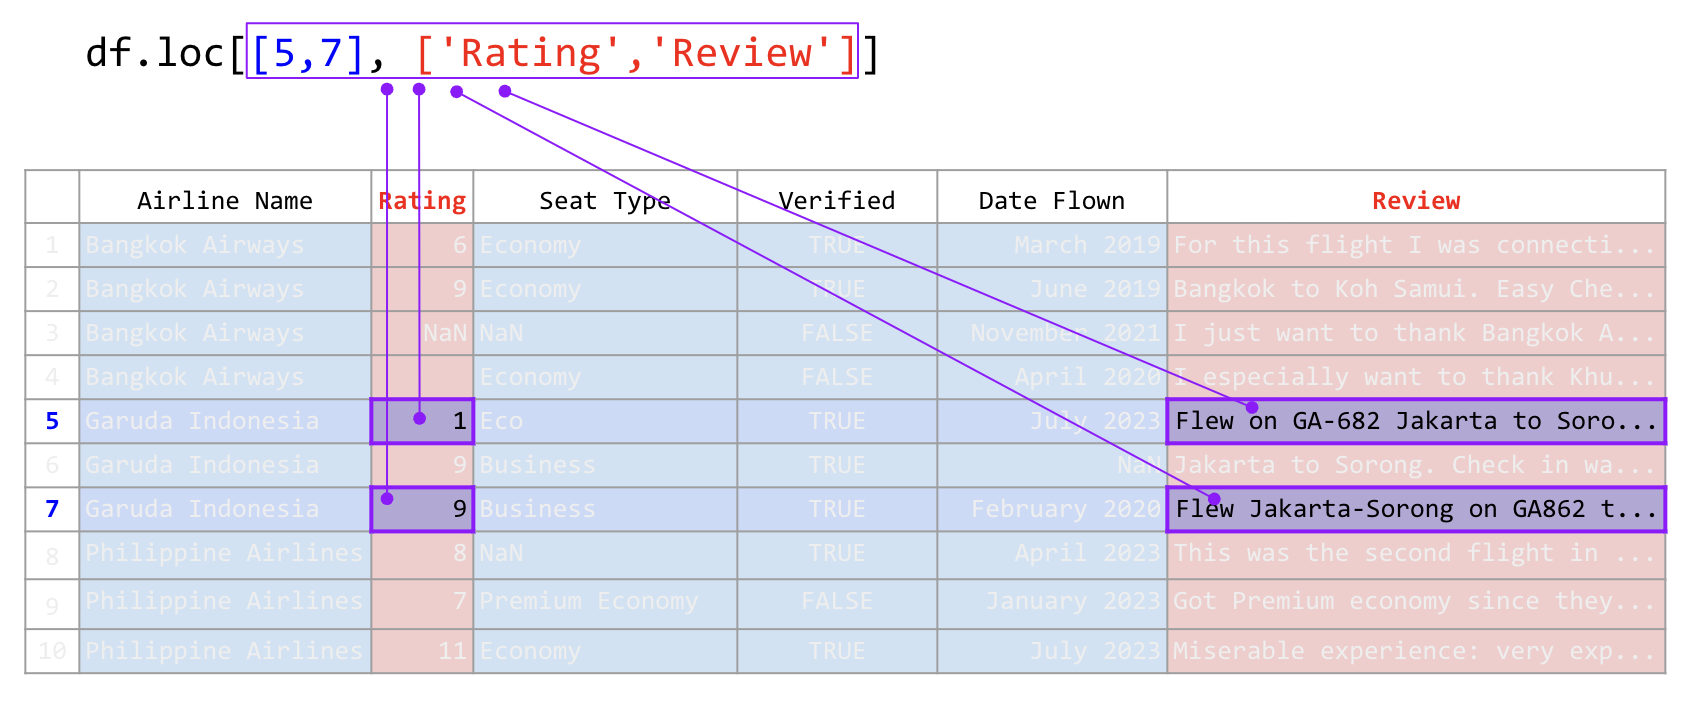 df.loc[[5,7], ['Rating','Review']]
Airline Name Rating Seat Type Verified Date Flown Review
1 Bangkok Airways 6 Economy TRUE March 2019 For this flight I was connecti...
2 Bangkok Airways 9 Economy TRUE June 2019 Bangkok to Koh Samui. Easy Che...
3 Bangkok Airways NaN NaN FALSE November 2021 I just want to thank Bangkok A...
4 Bangkok Airways Economy FALSE April 2020 I especially want to thank Khu...
5 Garuda Indonesia 1 Eco TRUE July 2023 Flew on GA-682 Jakarta to Soro...
6 Garuda Indonesia 9 Business TRUE NaN Jakarta to Sorong. Check in wa...
7 Garuda Indonesia 9 Business TRUE February 2020 Flew Jakarta-Sorong on GA862 t...
8 Philippine Airlines 8 NaN TRUE April 2023 This was the second flight in ...
9 Philippine Airlines 7 Premium Economy FALSE January 2023 Got Premium economy since they...
10 Philippine Airlines 11 Economy TRUE July 2023 Miserable experience: very exp...